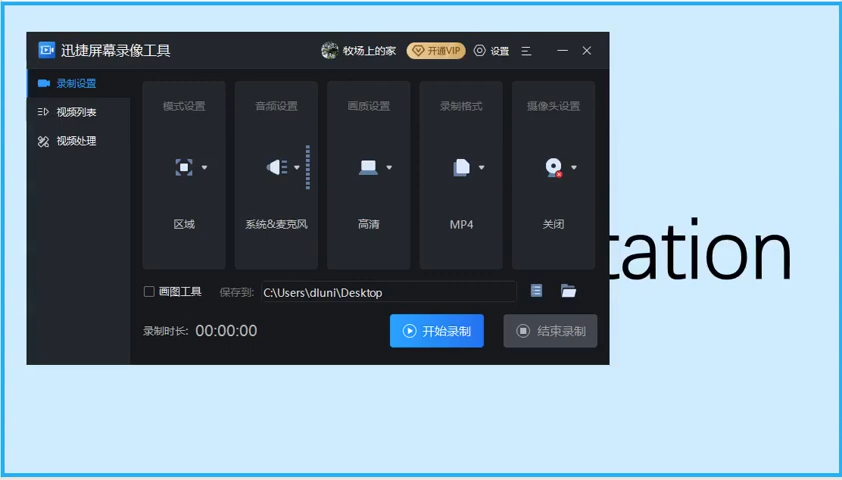 迅捷屏幕录像工具
牧场上的家
开通VIP
设置
录制设置
视频列表
视频处理
模式设置
音频设置
画质设置
录制格式
摄像头设置
区域
系统&麦克风
高清
MP4
关闭
画图工具
保存到:
C:\Users\dluni\Desktop
录制时长: 00:00:00
开始录制
结束录制
tation